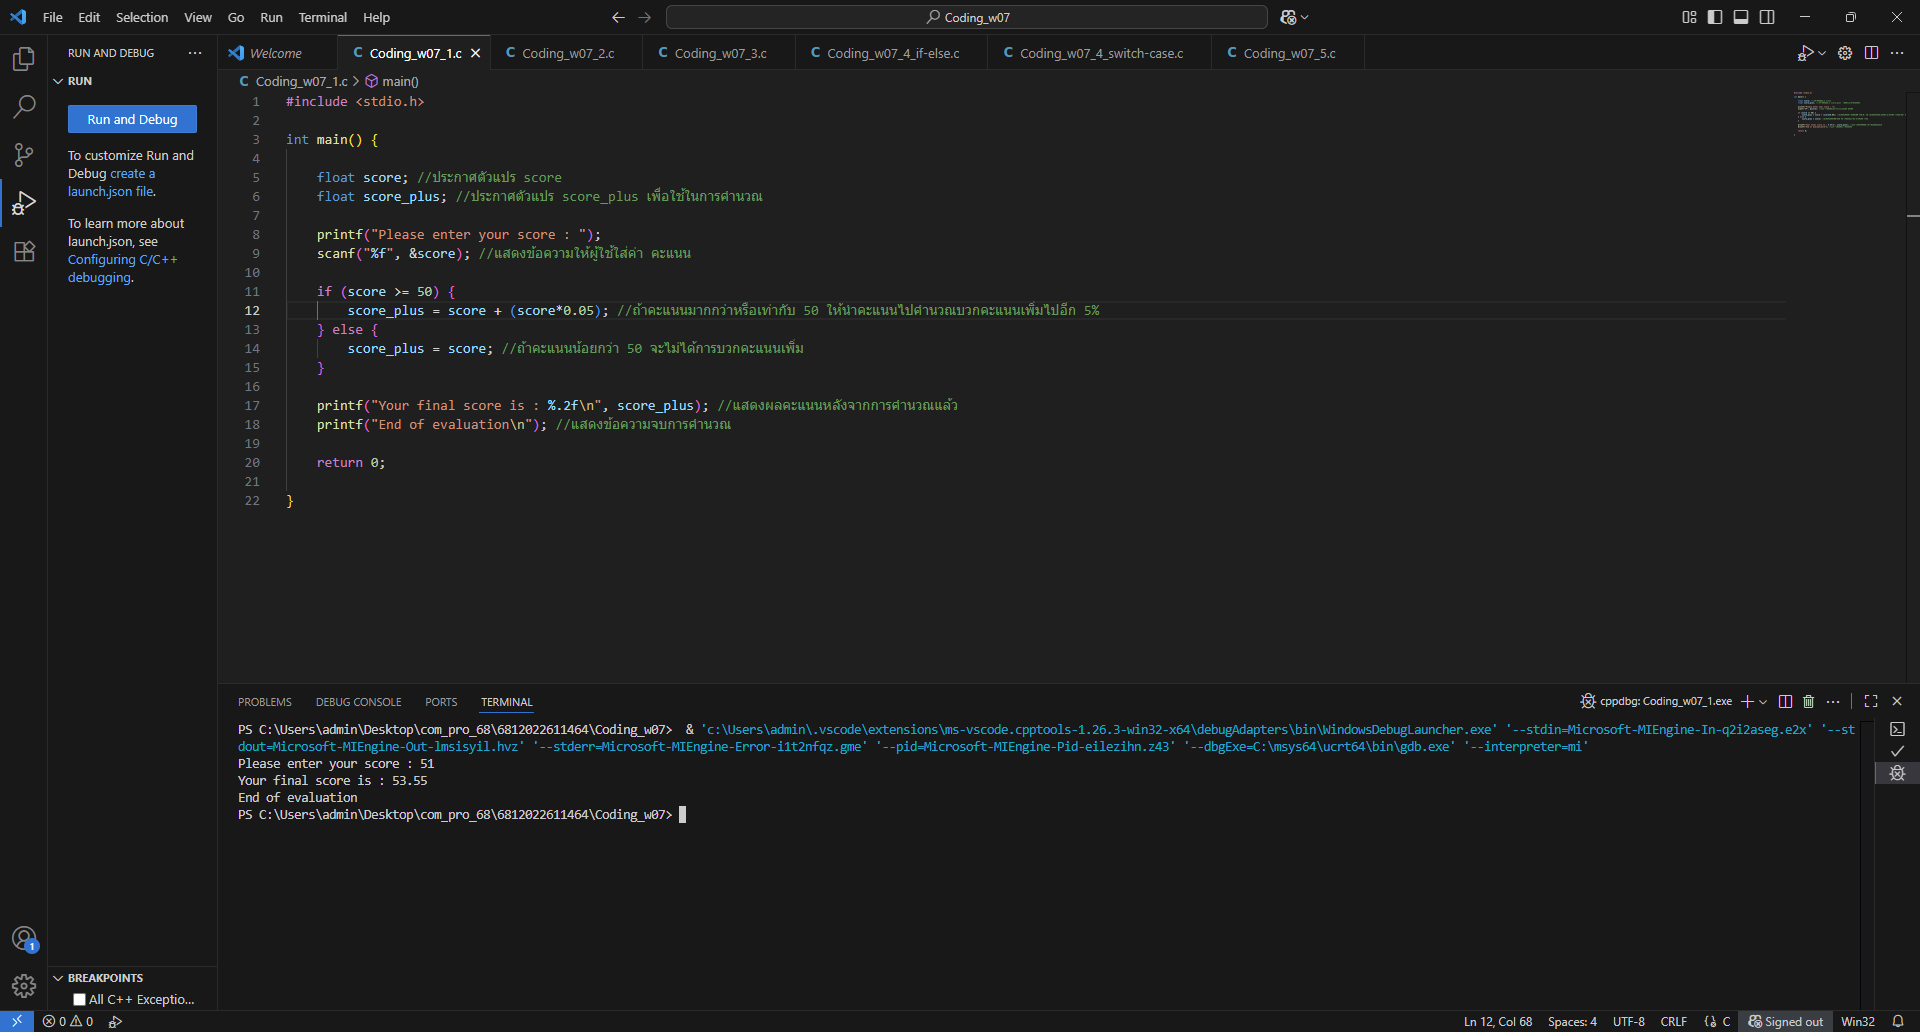 File Edit Selection View Go Run Terminal Help
Coding_w07
RUN AND DEBUG ...
Welcome
Coding_w07_1.c
Coding_w07_2.c
Coding_w07_3.c
Coding_w07_4_if-else.c
Coding_w07_4_switch-case.c
Coding_w07_5.c
RUN
Run and Debug
To customize Run and
Debug create a
launch.json file.
To learn more about
launch.json, see
Configuring C/C++
debugging.
C Coding_w07_1.c > main()
1 #include <stdio.h>
2
3 int main() {
4
5 float score; //ประกาศตัวแปร score
6 float score_plus; //ประกาศตัวแปร score_plus เพื่อใช้ในการคำนวณ
7
8 printf("Please enter your score : ");
9 scanf("%f", &score); //แสดงข้อความให้ผู้ใช้ใส่ค่า คะแนน
10
11 if (score >= 50) {
12 score_plus = score + (score*0.05); //ถ้าคะแนนมากกว่าหรือเท่ากับ 50 ให้นำคะแนนไปคำนวณบวกคะแนนเพิ่มไปอีก 5%
13 } else {
14 score_plus = score; //ถ้าคะแนนน้อยกว่า 50 จะไม่ได้การบวกคะแนนเพิ่ม
15 }
16
17 printf("Your final score is : %.2f\n", score_plus); //แสดงผลคะแนนหลังจากการคำนวณแล้ว
18 printf("End of evaluation\n"); //แสดงข้อความจบการคำนวณ
19
20 return 0;
21
22 }
PROBLEMS DEBUG CONSOLE PORTS TERMINAL
cppdbg: Coding_w07_1.exe
PS C:\Users\admin\Desktop\com_pro_68\6812022611464\Coding_w07> & 'c:\Users\admin\.vscode\extensions\ms-vscode.cpptools-1.26.3-win32-x64\debugAdapters\bin\WindowsDebugLauncher.exe' '--stdin=Microsoft-MIEngine-In-q2i2aseg.e2x' '--st
dout=Microsoft-MIEngine-Out-lmsisyil.hvz' '--stderr=Microsoft-MIEngine-Error-i1t2nfqz.gme' '--pid=Microsoft-MIEngine-Pid-eilezihn.z43' '--dbgExe=C:\msys64\ucrt64\bin\gdb.exe' '--interpreter=mi'
Please enter your score : 51
Your final score is : 53.55
End of evaluation
PS C:\Users\admin\Desktop\com_pro_68\6812022611464\Coding_w07>
1
BREAKPOINTS
All C++ Exceptio...
0 0
Ln 12, Col 68 Spaces: 4 UTF-8 CRLF {} C Signed out Win32